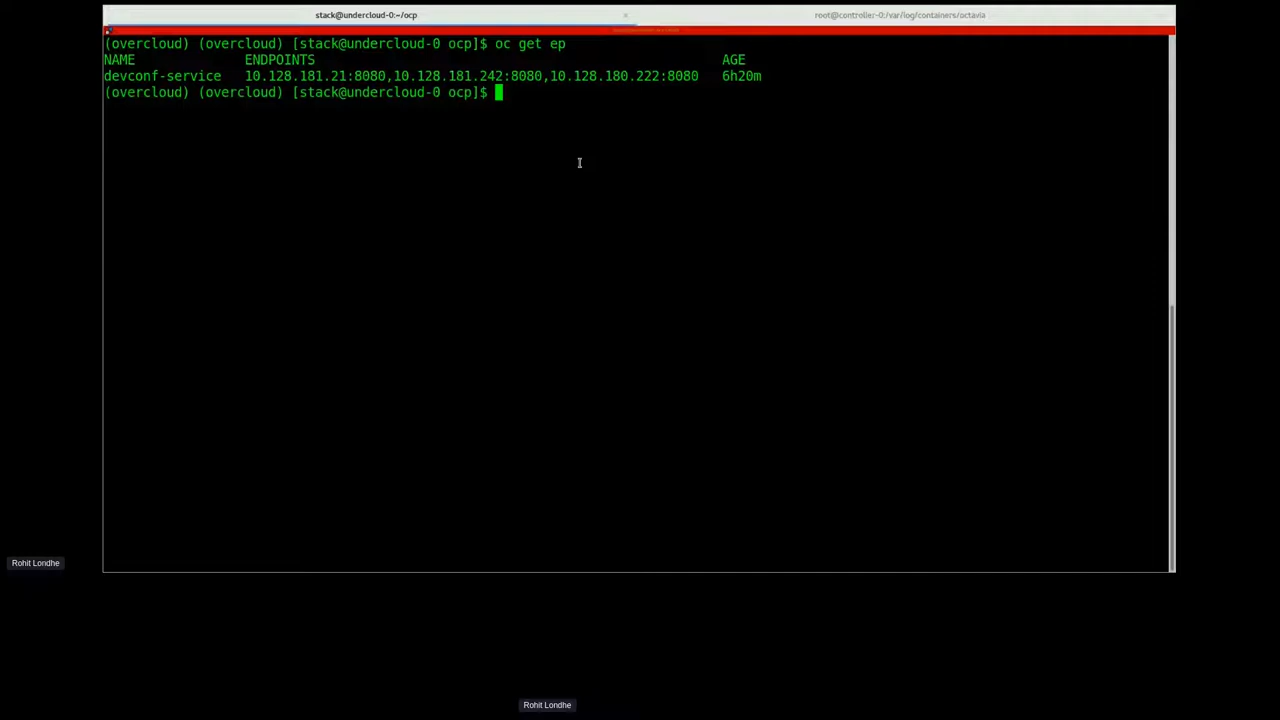 stack@undercloud-0:~/ocp × root@controller-0:/var/log/containers/octavia
(overcloud) (overcloud) [stack@undercloud-0 ocp]$ oc get ep
NAME ENDPOINTS AGE
devconf-service 10.128.181.21:8080,10.128.181.242:8080,10.128.180.222:8080 6h20m
(overcloud) (overcloud) [stack@undercloud-0 ocp]$
Rohit Londhe
Rohit Londhe